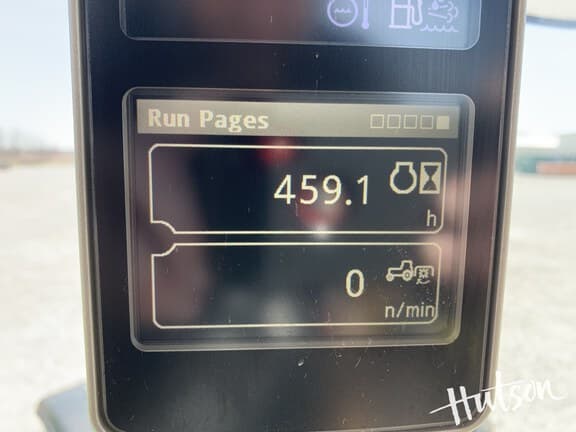 Run Pages
459.1
h
0
n/min
Hutson